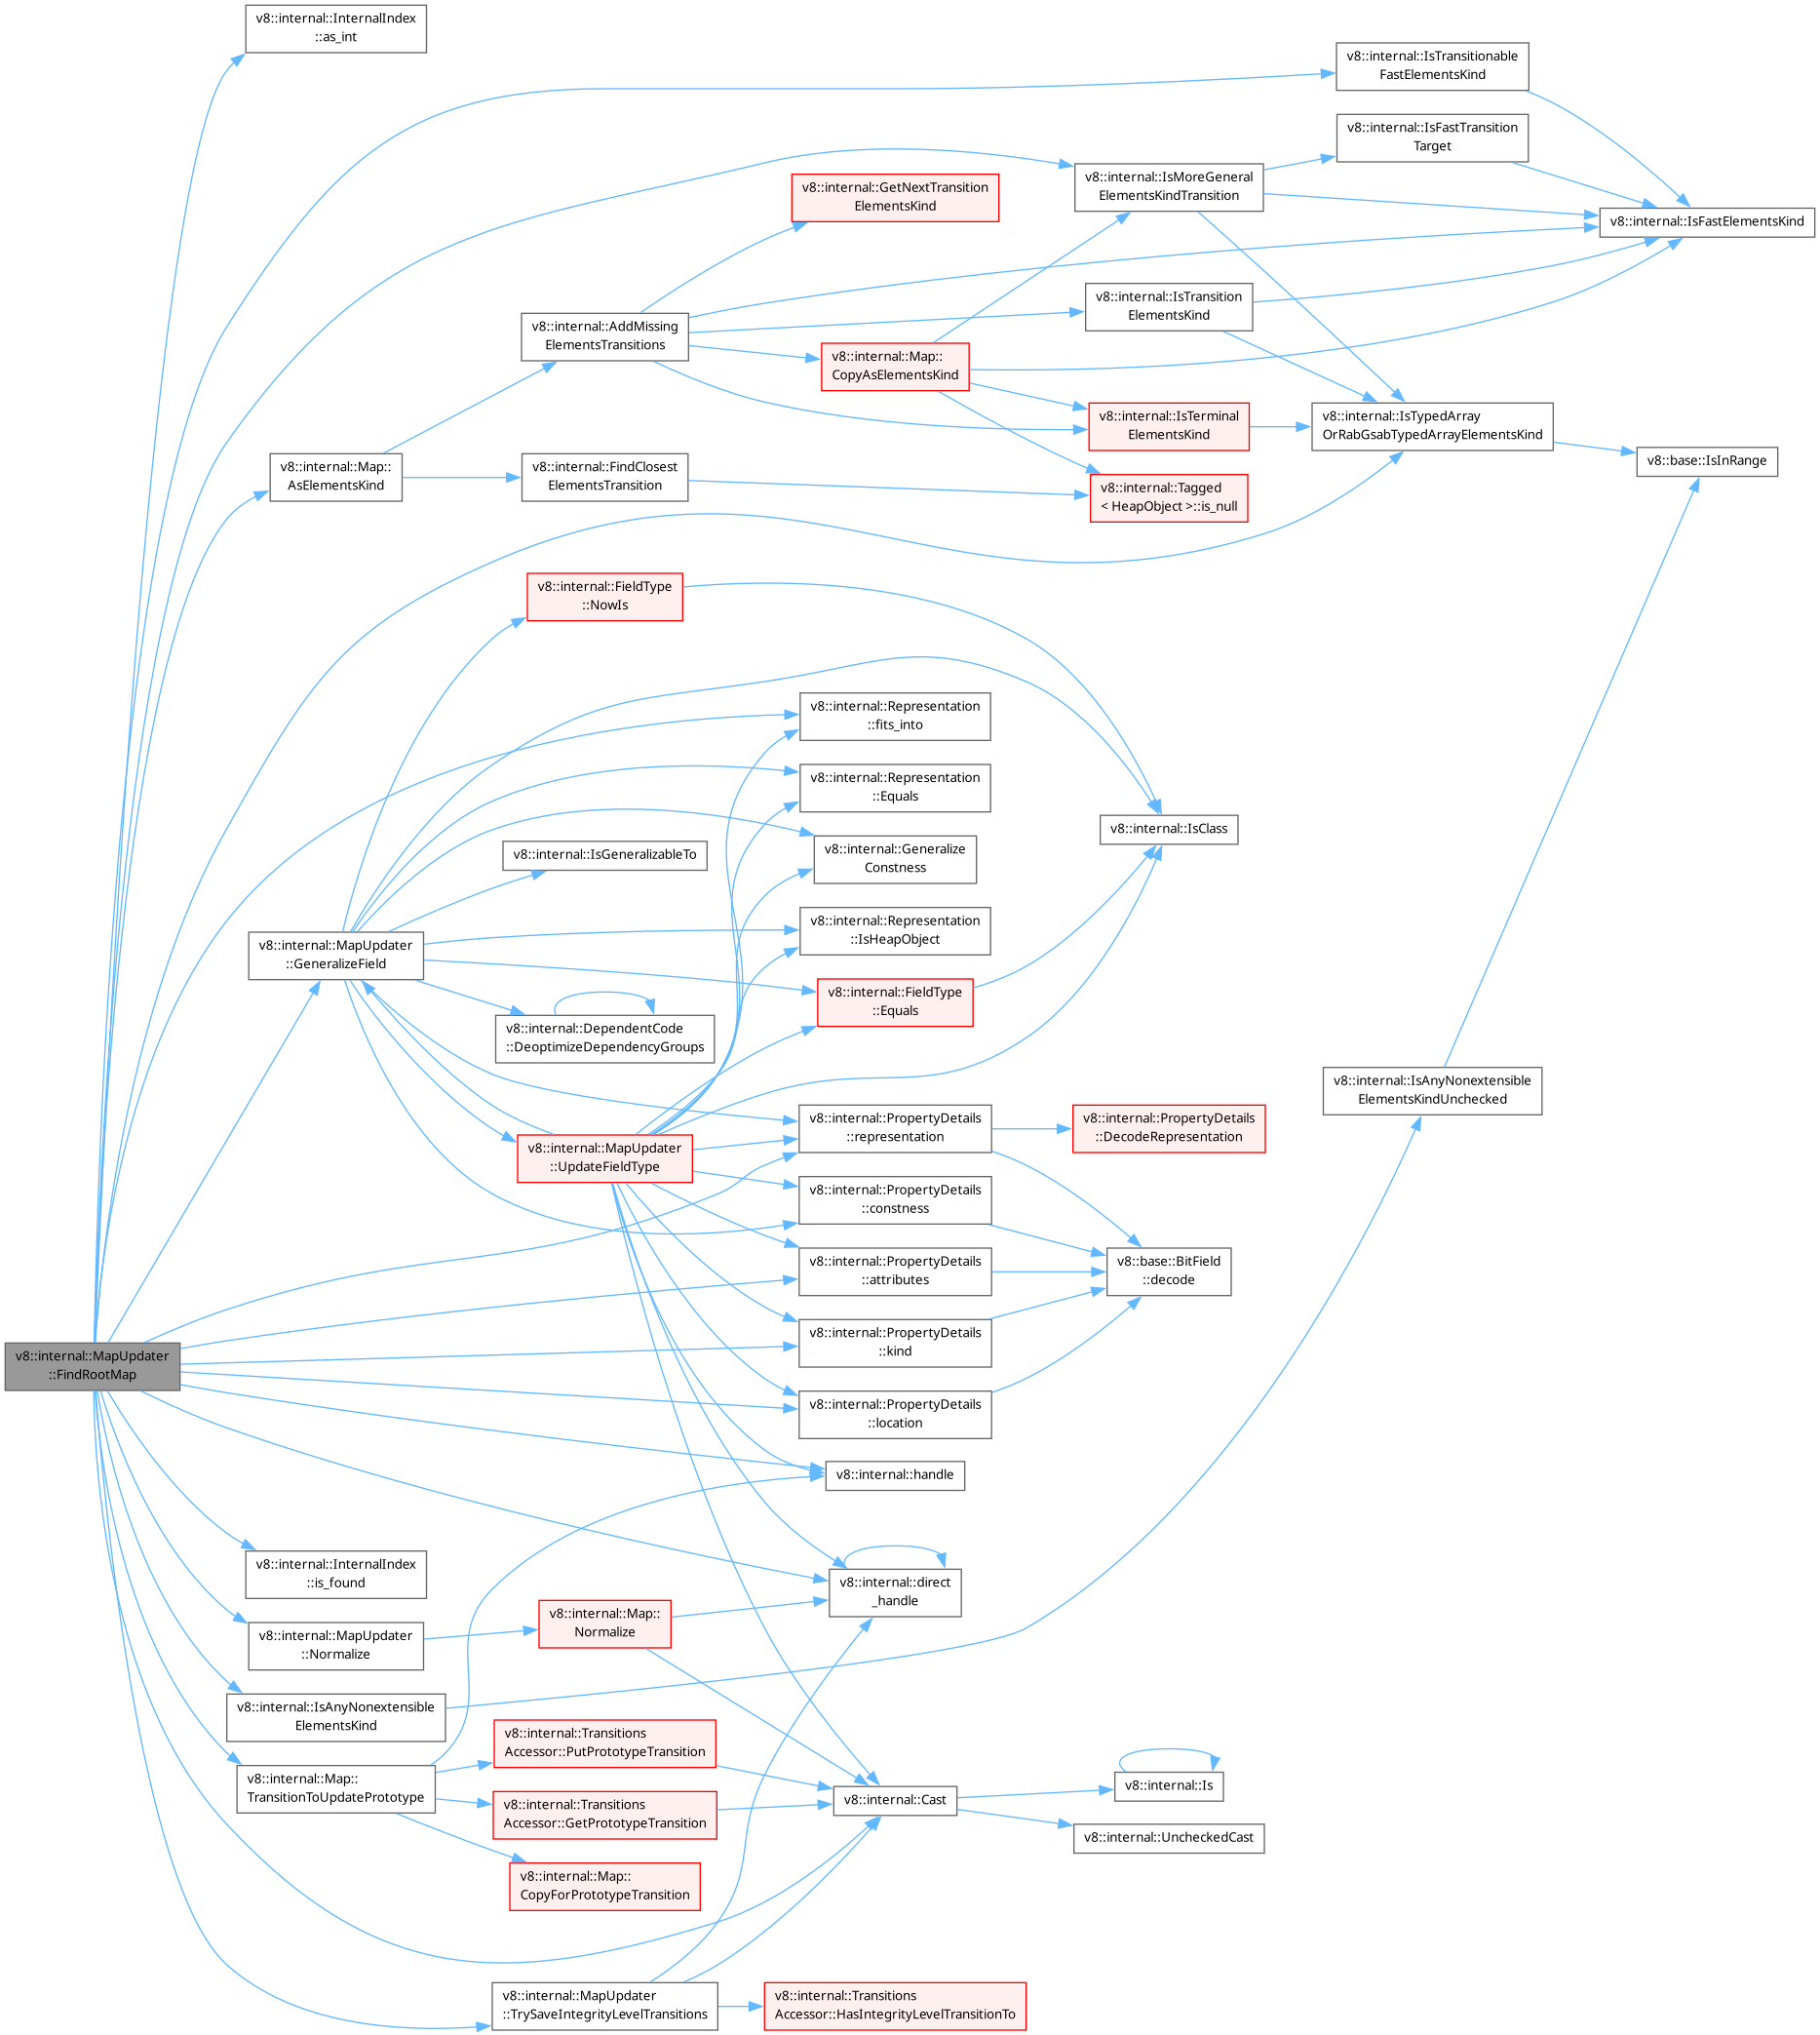 v8::internal::InternalIndex
::as_int
v8::internal::IsTransitionable
FastElementsKind
v8::internal::IsFastTransition
Target
v8::internal::IsMoreGeneral
ElementsKindTransition
v8::internal::GetNextTransition
ElementsKind
v8::internal::IsFastElementsKind
v8::internal::IsTransition
ElementsKind
v8::internal::AddMissing
ElementsTransitions
v8::internal::Map::
CopyAsElementsKind
v8::internal::IsTerminal
ElementsKind
v8::internal::IsTypedArray
OrRabGsabTypedArrayElementsKind
v8::base::IsInRange
v8::internal::Map::
AsElementsKind
v8::internal::FindClosest
ElementsTransition
v8::internal::Tagged
< HeapObject >::is_null
v8::internal::FieldType
::NowIs
v8::internal::Representation
::fits_into
v8::internal::Representation
::Equals
v8::internal::IsClass
v8::internal::IsGeneralizableTo
v8::internal::Generalize
Constness
v8::internal::Representation
::IsHeapObject
v8::internal::MapUpdater
::GeneralizeField
v8::internal::FieldType
::Equals
v8::internal::DependentCode
::DeoptimizeDependencyGroups
v8::internal::IsAnyNonextensible
ElementsKindUnchecked
v8::internal::PropertyDetails
::representation
v8::internal::PropertyDetails
::DecodeRepresentation
v8::internal::MapUpdater
::UpdateFieldType
v8::internal::PropertyDetails
::constness
v8::internal::PropertyDetails
::attributes
v8::base::BitField
::decode
v8::internal::PropertyDetails
::kind
v8::internal::MapUpdater
::FindRootMap
v8::internal::PropertyDetails
::location
v8::internal::handle
v8::internal::InternalIndex
::is_found
v8::internal::direct
_handle
v8::internal::MapUpdater
::Normalize
v8::internal::Map::
Normalize
v8::internal::IsAnyNonextensible
ElementsKind
v8::internal::Transitions
Accessor::PutPrototypeTransition
v8::internal::Map::
TransitionToUpdatePrototype
v8::internal::Transitions
Accessor::GetPrototypeTransition
v8::internal::Cast
v8::internal::Is
v8::internal::UncheckedCast
v8::internal::Map::
CopyForPrototypeTransition
v8::internal::MapUpdater
::TrySaveIntegrityLevelTransitions
v8::internal::Transitions
Accessor::HasIntegrityLevelTransitionTo